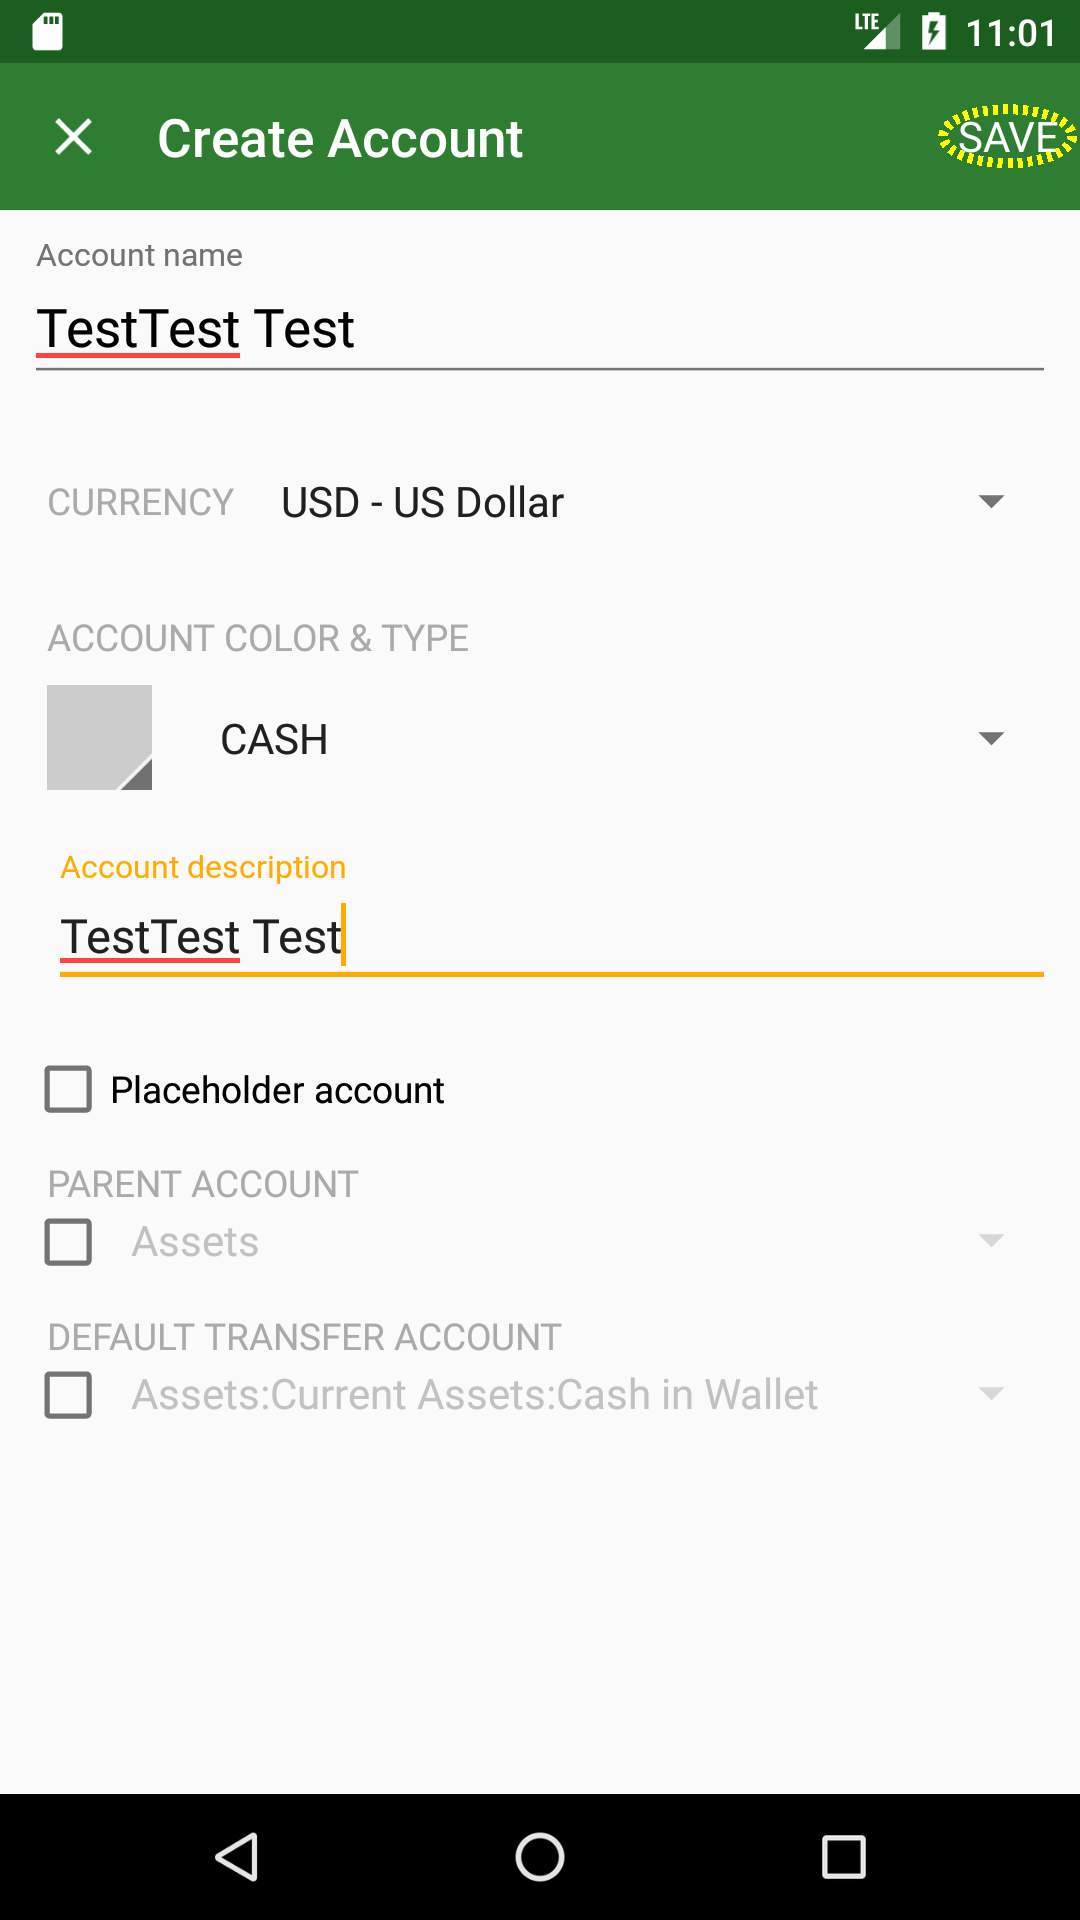 LTE 11:01
Create Account SAVE
Account name
TestTest Test
CURRENCY USD - US Dollar
ACCOUNT COLOR & TYPE
CASH
Account description
TestTest Test
Placeholder account
PARENT ACCOUNT
Assets
DEFAULT TRANSFER ACCOUNT
Assets:Current Assets:Cash in Wallet